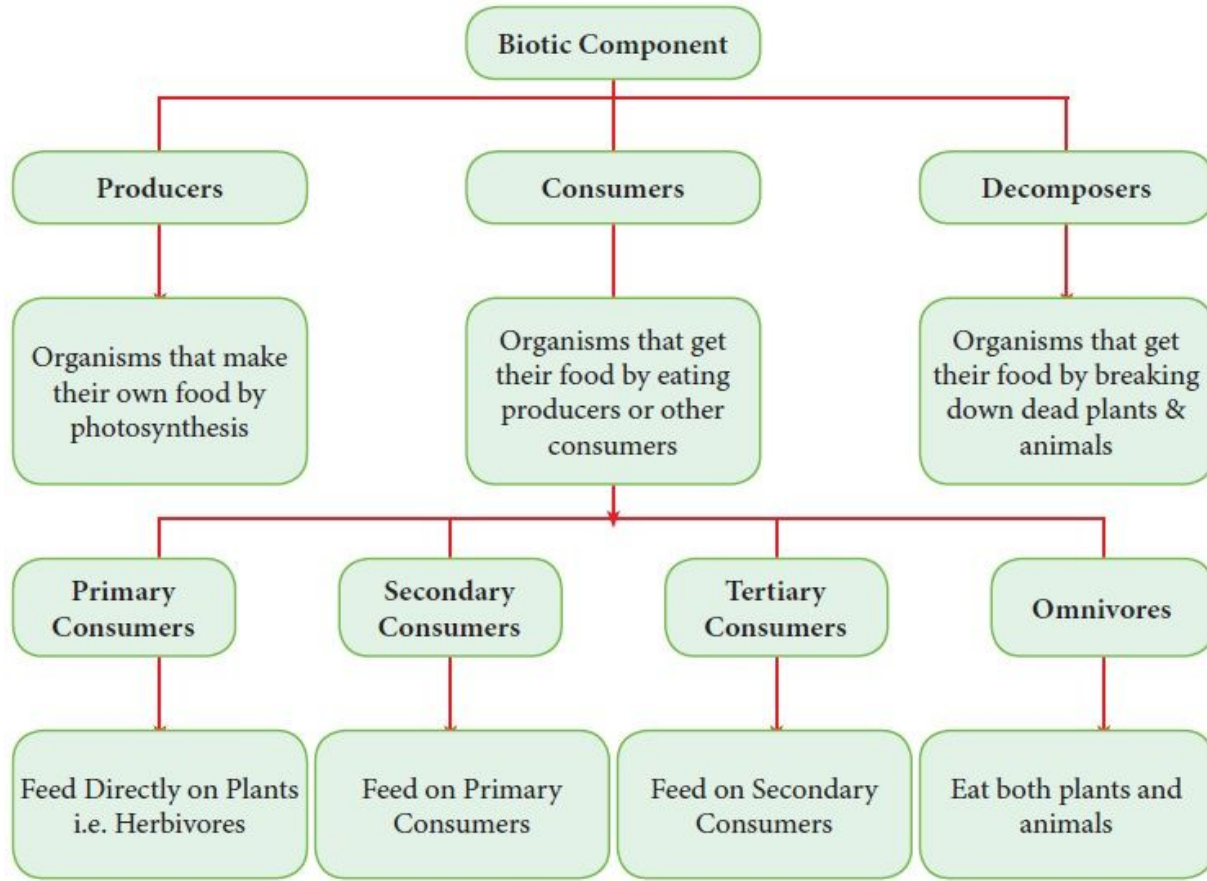 Biotic Component
Producers
Consumers
Decomposers
Organisms that make
their own food by
photosynthesis
Organisms that get
their food by eating
producers or other
consumers
Organisms that get
their food by breaking
down dead plants &
animals
Primary
Consumers
Secondary
Consumers
Tertiary
Consumers
Omnivores
Feed Directly on Plants
i.e. Herbivores
Feed on Primary
Consumers
Feed on Secondary
Consumers
Eat both plants and
animals